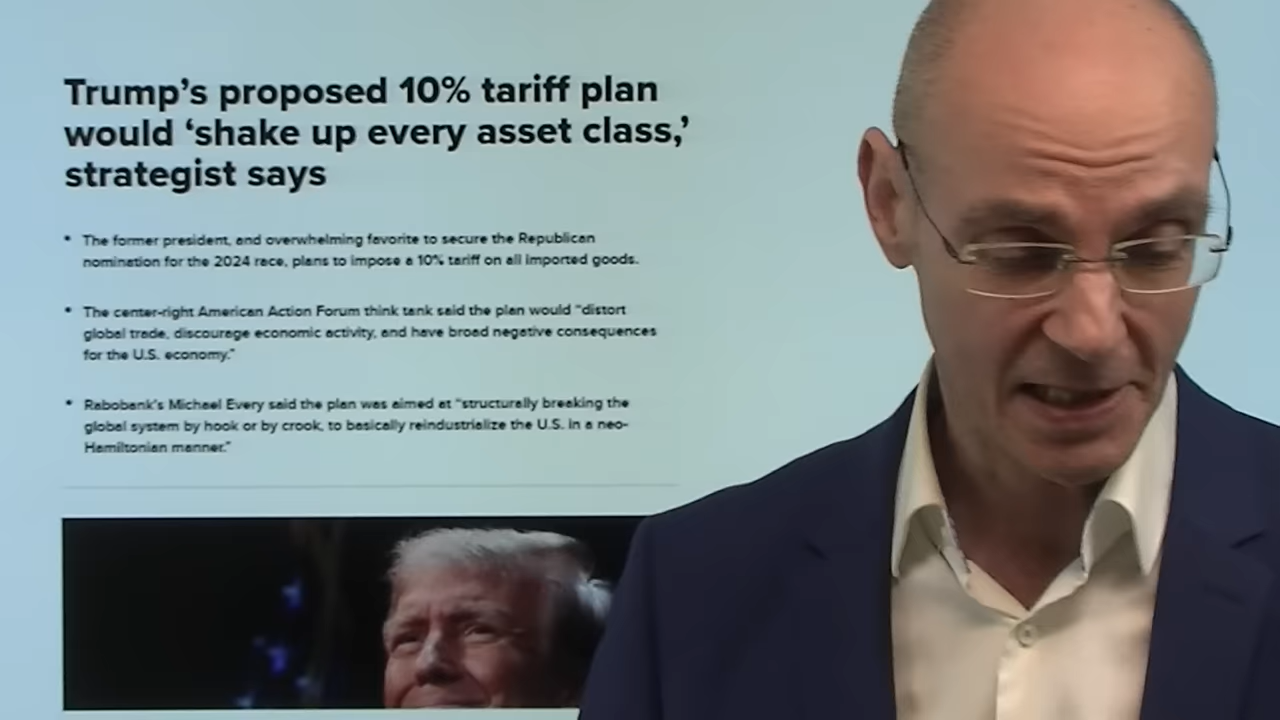 Trump’s proposed 10% tariff plan
would ‘shake up every asset class,’
strategist says
• The former president, and overwhelming favorite to secure the Republican
nomination for the 2024 race, plans to impose a 10% tariff on all imported goods.
• The center-right American Action Forum think tank said the plan would “distort
global trade, discourage economic activity, and have broad negative consequences
for the U.S. economy.”
• Rabobank’s Michael Every said the plan was aimed at “structurally breaking the
global system by hook or by crook, to basically reindustrialize the U.S. in a neo-
Hamiltonian manner.”